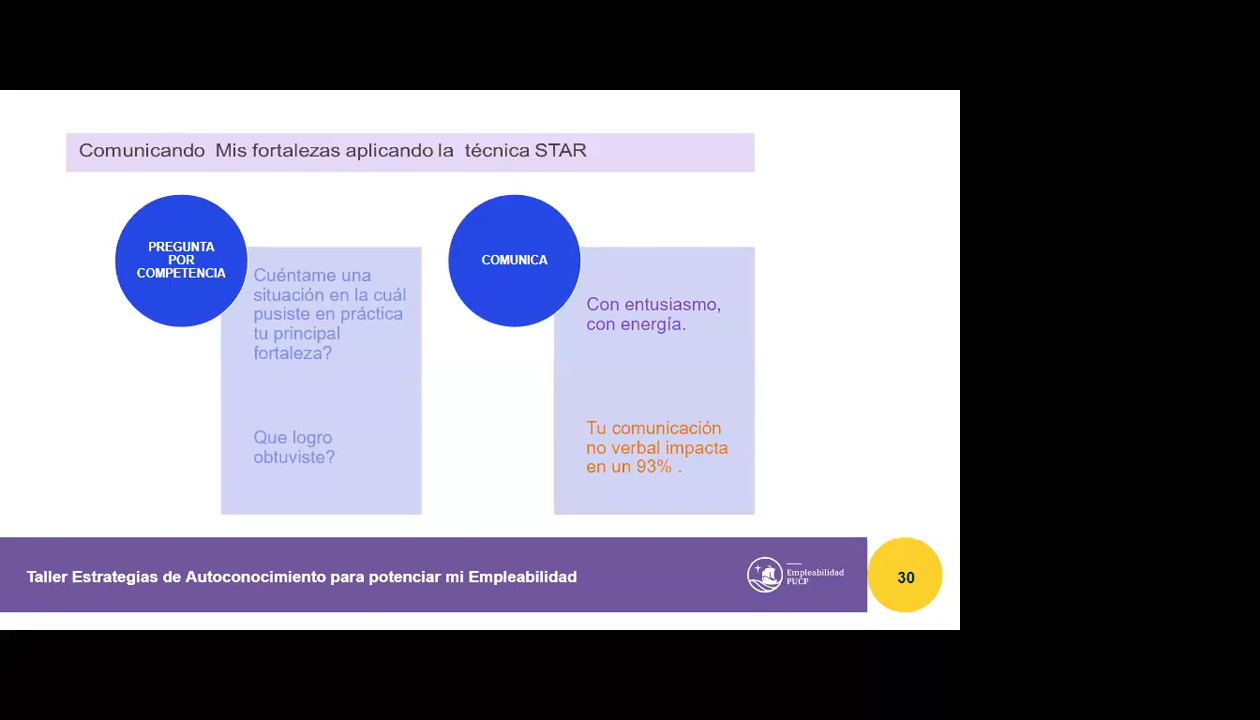 Comunicando Mis fortalezas aplicando la técnica STAR
PREGUNTA
POR
COMPETENCIA
Cuéntame una
situación en la cuál
pusiste en práctica
tu principal
fortaleza?
Que logro
obtuviste?
COMUNICA
Con entusiasmo,
con energía.
Tu comunicación
no verbal impacta
en un 93% .
Taller Estrategias de Autoconocimiento para potenciar mi Empleabilidad
Empleabilidad
PUCP
30